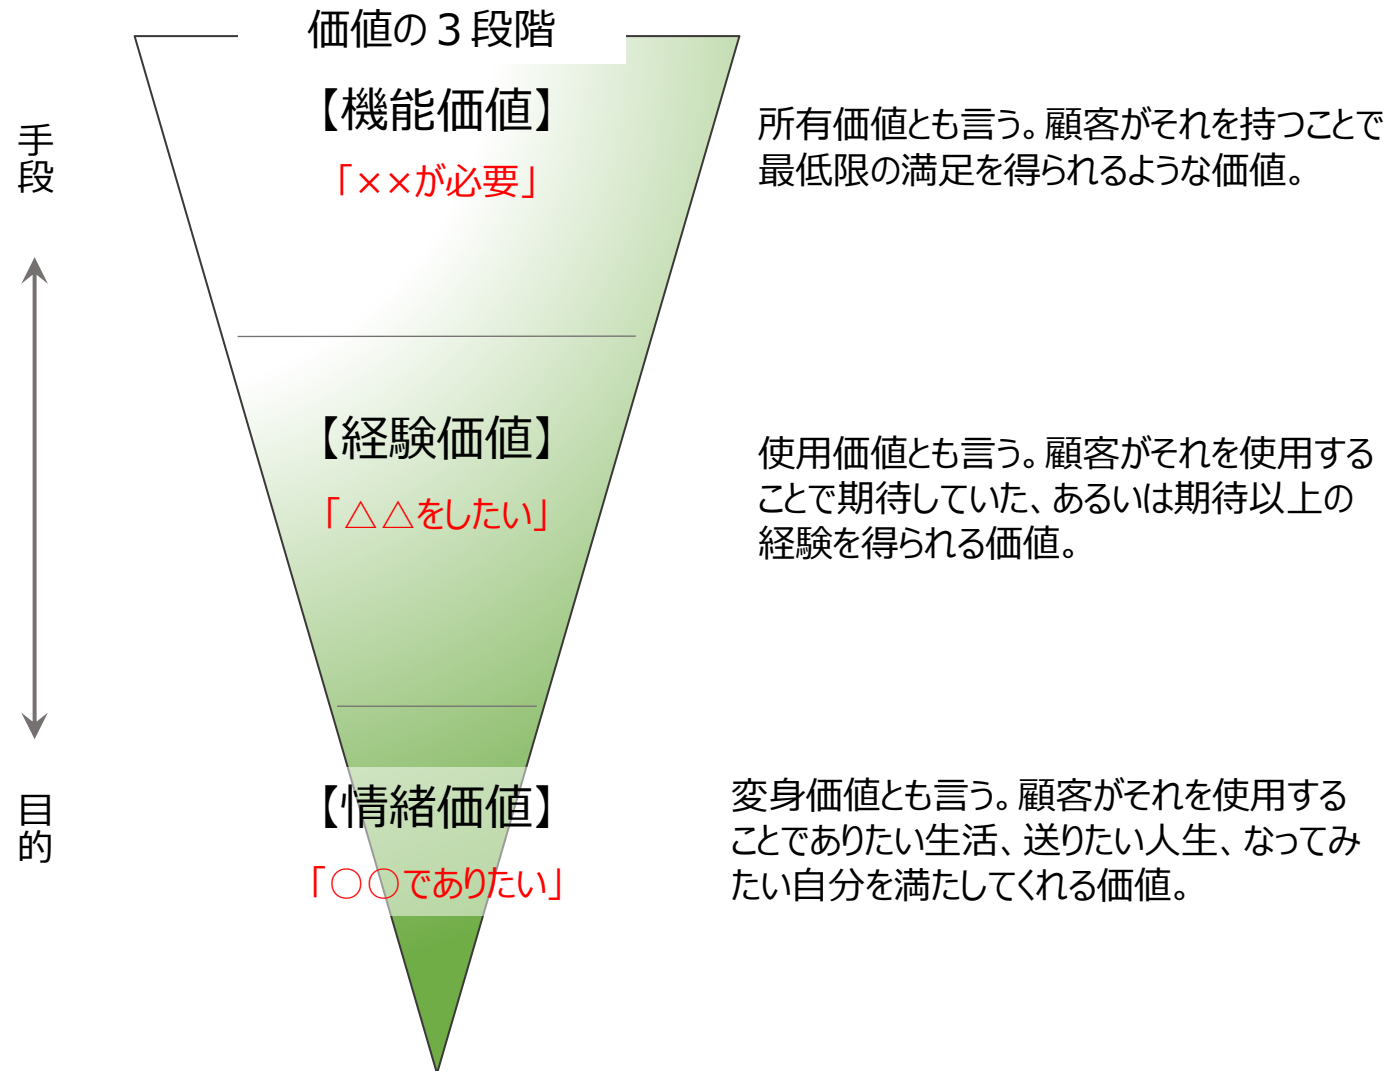 価値の３段階
手段
【機能価値】
「××が必要」
所有価値とも言う。顧客がそれを持つことで
最低限の満足を得られるような価値。
【経験価値】
「△△をしたい」
使用価値とも言う。顧客がそれを使用する
ことで期待していた、あるいは期待以上の
経験を得られる価値。
目的
【情緒価値】
「○○でありたい」
変身価値とも言う。顧客がそれを使用する
ことでありたい生活、送りたい人生、なってみ
たい自分を満たしてくれる価値。